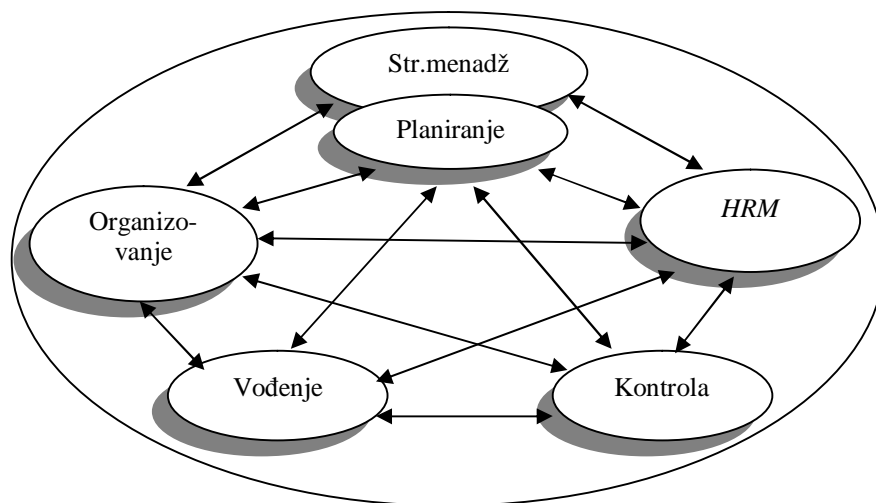 Str.menadž
Planiranje
Organizo-
vanje
HRM
Vođenje
Kontrola